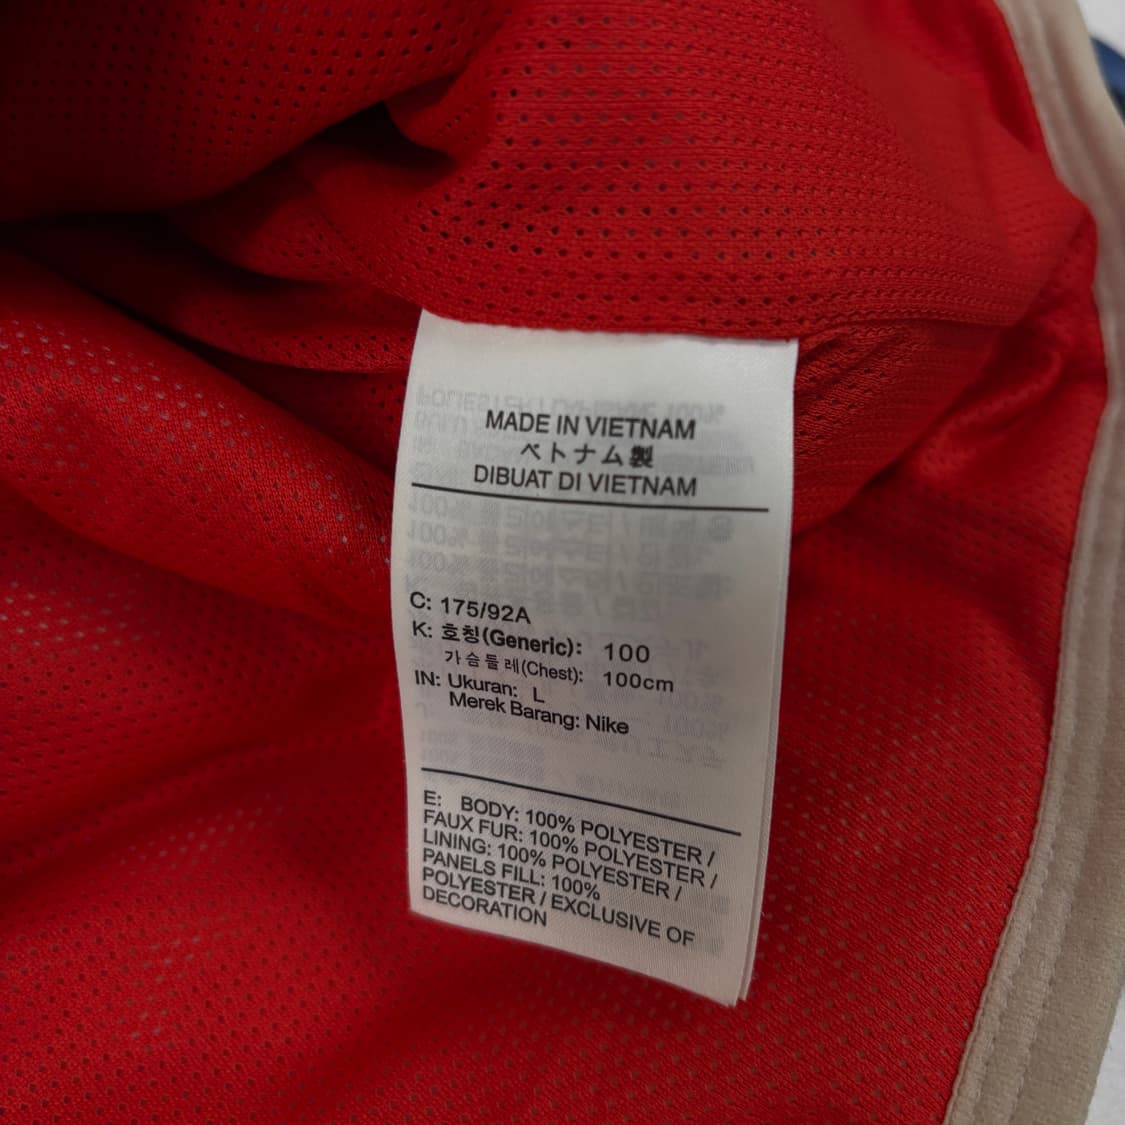 MADE IN VIETNAM
ベトナム製
DIBUAT DI VIETNAM
C: 175/92A
K: 호칭(Generic): 100
가슴둘레(Chest): 100cm
IN: Ukuran: L
Merek Barang: Nike
E: BODY: 100% POLYESTER /
FAUX FUR: 100% POLYESTER /
LINING: 100% POLYESTER /
PANELS FILL: 100%
POLYESTER / EXCLUSIVE OF
DECORATION